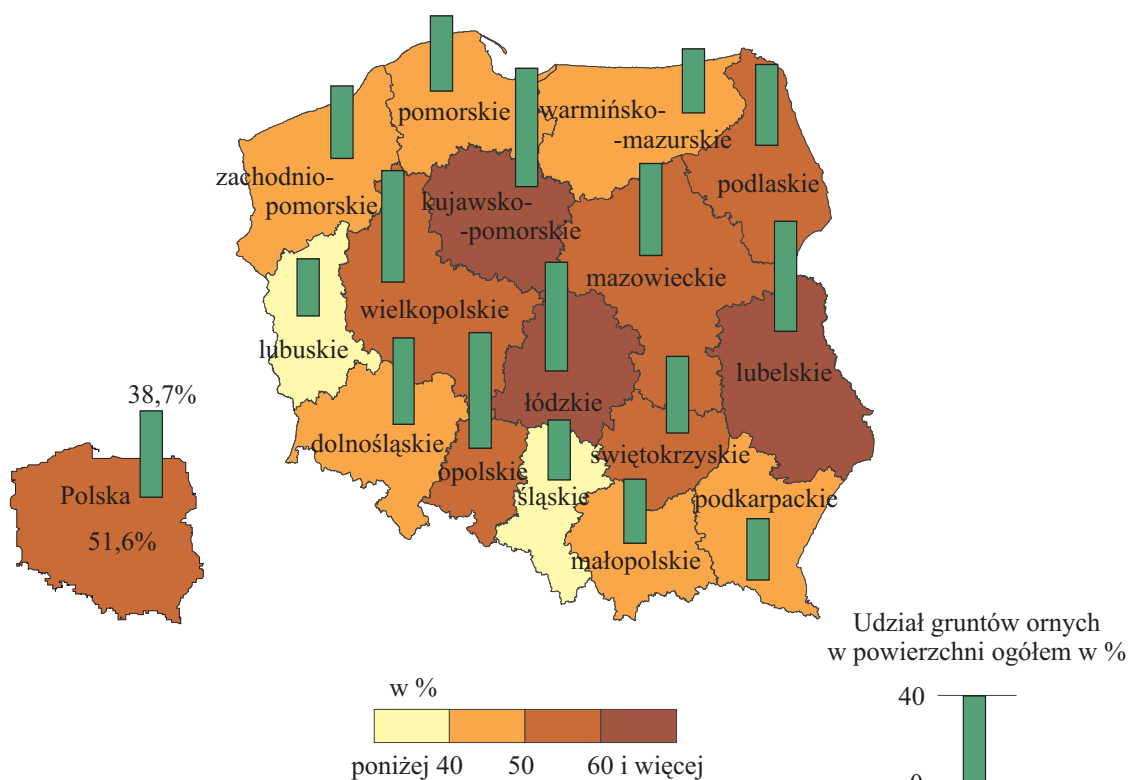 pomorskie
warmińsko-
-mazurskie
zachodnio-
pomorskie
podlaskie
kujawsko-
-pomorskie
mazowieckie
wielkopolskie
lubuskie
lubelskie
łódzkie
dolnośląskie
opolskie
świętokrzyskie
śląskie
podkarpackie
małopolskie
38,7%
Polska
51,6%
Udział gruntów ornych
w powierzchni ogółem w %
40
0
w %
poniżej 40 50 60 i więcej